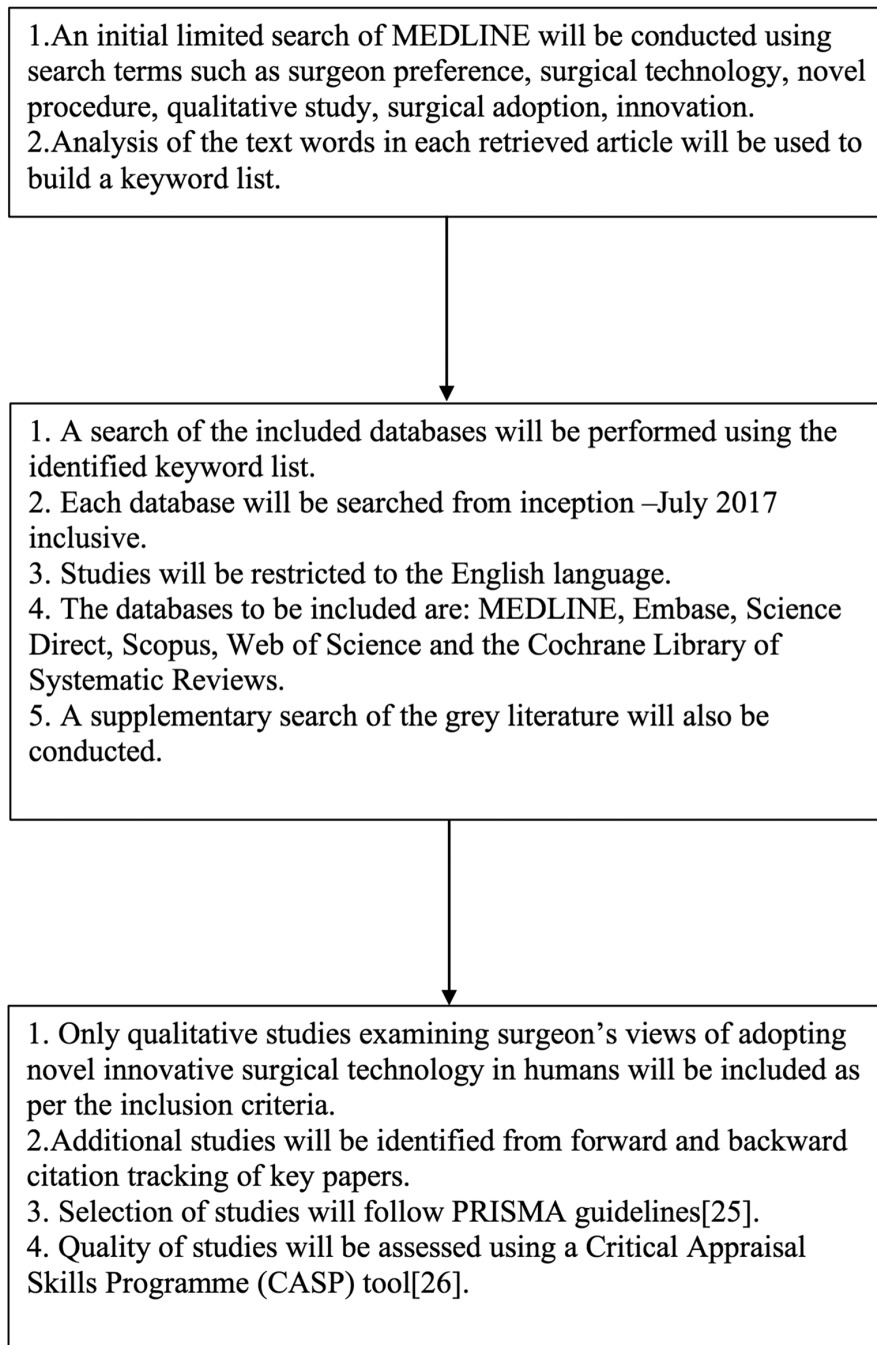 1.An initial limited search of MEDLINE will be conducted using
search terms such as surgeon preference, surgical technology, novel
procedure, qualitative study, surgical adoption, innovation.
2.Analysis of the text words in each retrieved article will be used to
build a keyword list.
1. A search of the included databases will be performed using the
identified keyword list.
2. Each database will be searched from inception –July 2017
inclusive.
3. Studies will be restricted to the English language.
4. The databases to be included are: MEDLINE, Embase, Science
Direct, Scopus, Web of Science and the Cochrane Library of
Systematic Reviews.
5. A supplementary search of the grey literature will also be
conducted.
1. Only qualitative studies examining surgeon’s views of adopting
novel innovative surgical technology in humans will be included as
per the inclusion criteria.
2.Additional studies will be identified from forward and backward
citation tracking of key papers.
3. Selection of studies will follow PRISMA guidelines[25].
4. Quality of studies will be assessed using a Critical Appraisal
Skills Programme (CASP) tool[26].